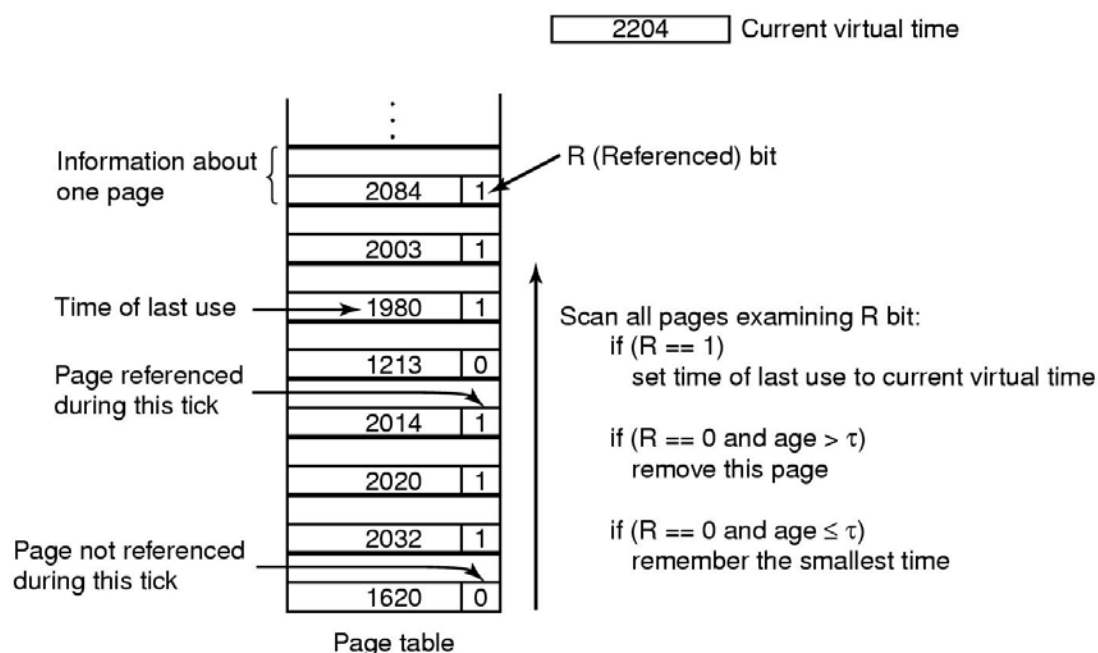 2204 Current virtual time
Information about
one page
R (Referenced) bit
2084 1
2003 1
Time of last use
1980 1
Scan all pages examining R bit:
if (R == 1)
set time of last use to current virtual time
1213 0
Page referenced
during this tick
2014 1
if (R == 0 and age > τ)
remove this page
2020 1
2032 1
if (R == 0 and age ≤ τ)
remember the smallest time
Page not referenced
during this tick
1620 0
Page table